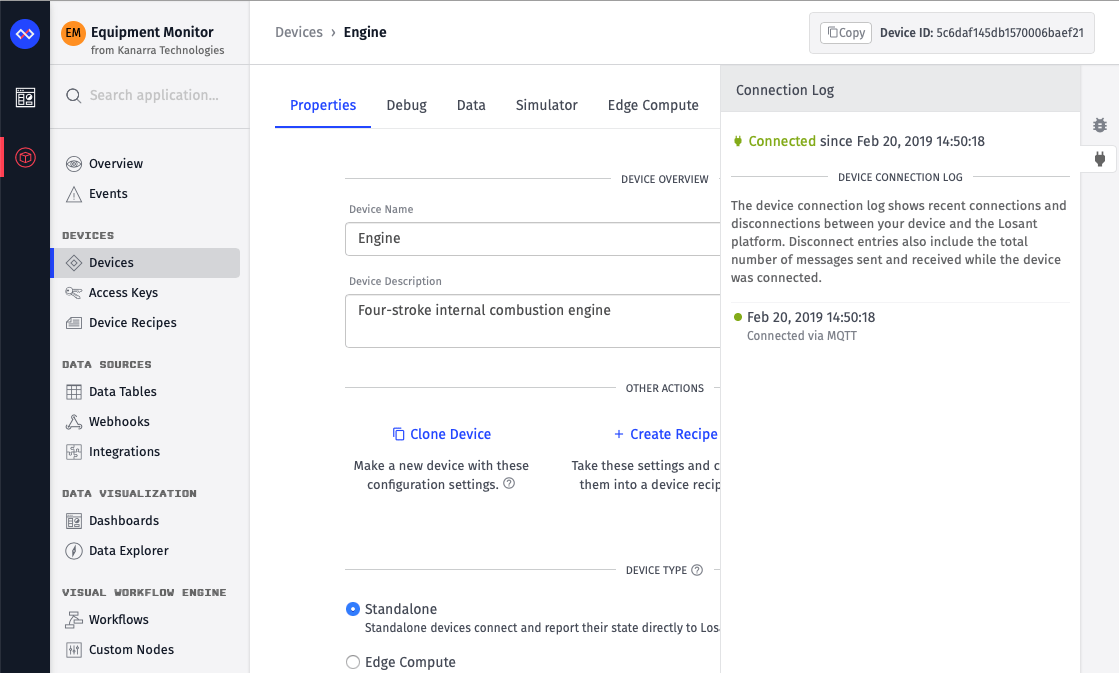 EM
Equipment Monitor
from Kanarra Technologies
Devices › Engine
Copy
Device ID: 5c6daf145db1570006baef21
Search application...
Overview
Events
DEVICES
Devices
Access Keys
Device Recipes
DATA SOURCES
Data Tables
Webhooks
Integrations
DATA VISUALIZATION
Dashboards
Data Explorer
VISUAL WORKFLOW ENGINE
Workflows
Custom Nodes
Properties
Debug
Data
Simulator
Edge Compute
DEVICE OVERVIEW
Device Name
Engine
Device Description
Four-stroke internal combustion engine
OTHER ACTIONS
Clone Device
Make a new device with these
configuration settings.
+ Create Recipe
Take these settings and c
them into a device recip
DEVICE TYPE
Standalone
Standalone devices connect and report their state directly to Losa
Edge Compute
Connection Log
Connected since Feb 20, 2019 14:50:18
DEVICE CONNECTION LOG
The device connection log shows recent connections and
disconnections between your device and the Losant
platform. Disconnect entries also include the total
number of messages sent and received while the device
was connected.
Feb 20, 2019 14:50:18
Connected via MQTT